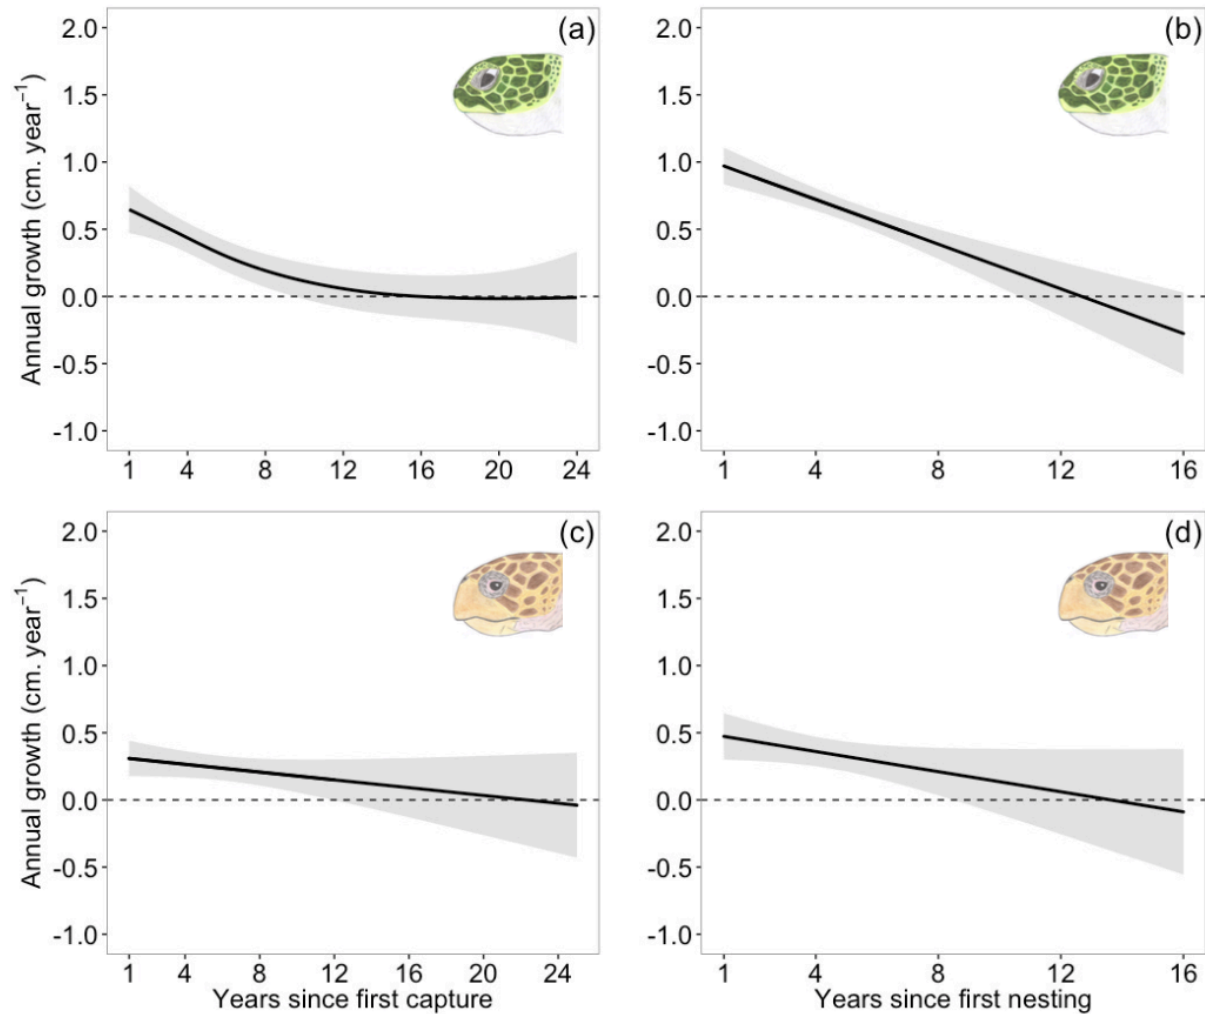 (a)
2.0
1.5
1.0
0.5
0.0
-0.5
-1.0
Annual growth (cm. year⁻¹)
1 4 8 12 16 20 24
(b)
2.0
1.5
1.0
0.5
0.0
-0.5
-1.0
1 4 8 12 16
(c)
2.0
1.5
1.0
0.5
0.0
-0.5
-1.0
Annual growth (cm. year⁻¹)
1 4 8 12 16 20 24
Years since first capture
(d)
2.0
1.5
1.0
0.5
0.0
-0.5
-1.0
1 4 8 12 16
Years since first nesting